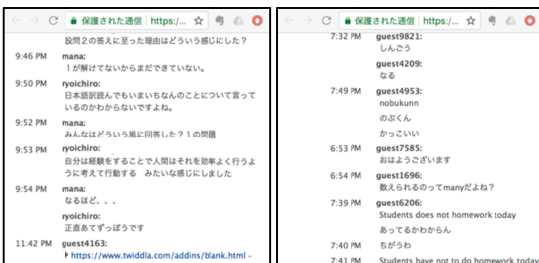 保護された通信 https:/...
設問２の答えに至った理由はどういう感じにした？
9:46 PM mana:
１が解けてないからまだできていない。
9:50 PM ryoichiro:
日本語訳読んでもいまいちなんのことについて言って
いるのかわからないですよね。
9:52 PM mana:
みんなはどういう風に回答した？１の問題
9:53 PM ryoichiro:
自分は経験をすることで人間はそれを効率よく行うよ
うに考えて行動する みたいな感じにしました
9:54 PM mana:
なるほど、、、
ryoichiro:
正直あてずっぽうです
11:42 PM guest4163:
https://www.twiddla.com/addins/blank.html -
保護された通信 https:/...
7:32 PM guest9821:
しんごう
guest4209:
なる
7:49 PM guest4953:
nobukunn
のぶくん
かっこいい
6:53 PM guest7585:
おはようございます
6:54 PM guest1696:
数えられるのってmanyだよね？
7:39 PM guest6206:
Students does not homework today
あってるかわからん
7:40 PM ちがうわ
7:41 PM Students have not to do homework today